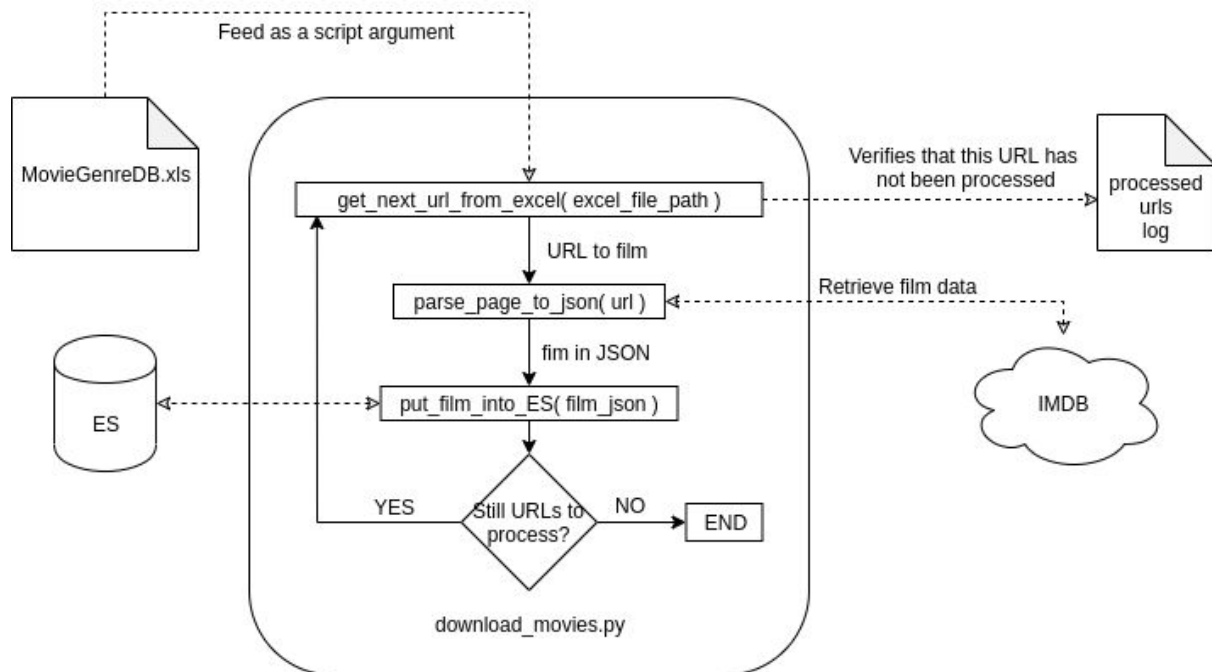 Feed as a script argument
MovieGenreDB.xls
Verifies that this URL has
not been processed
processed
urls
log
get_next_url_from_excel( excel_file_path )
URL to film
Retrieve film data
parse_page_to_json( url )
fim in JSON
ES
put_film_into_ES( film_json )
IMDB
YES
Still URLs to
process?
NO
END
download_movies.py